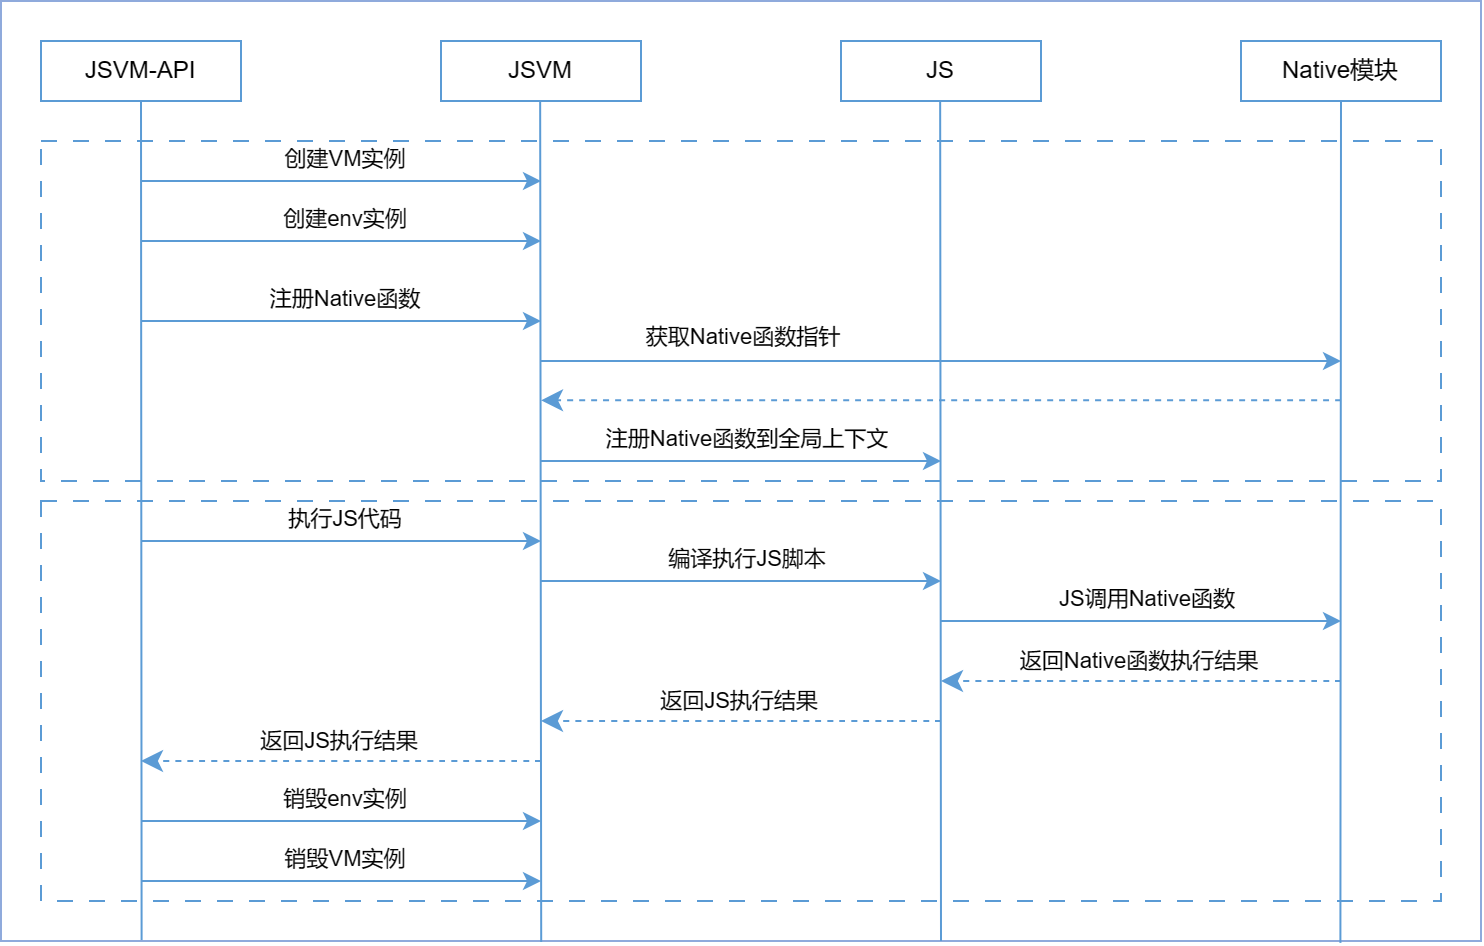 JSVM-API
JSVM
JS
Native模块
创建VM实例
创建env实例
注册Native函数
获取Native函数指针
注册Native函数到全局上下文
执行JS代码
编译执行JS脚本
JS调用Native函数
返回Native函数执行结果
返回JS执行结果
返回JS执行结果
销毁env实例
销毁VM实例